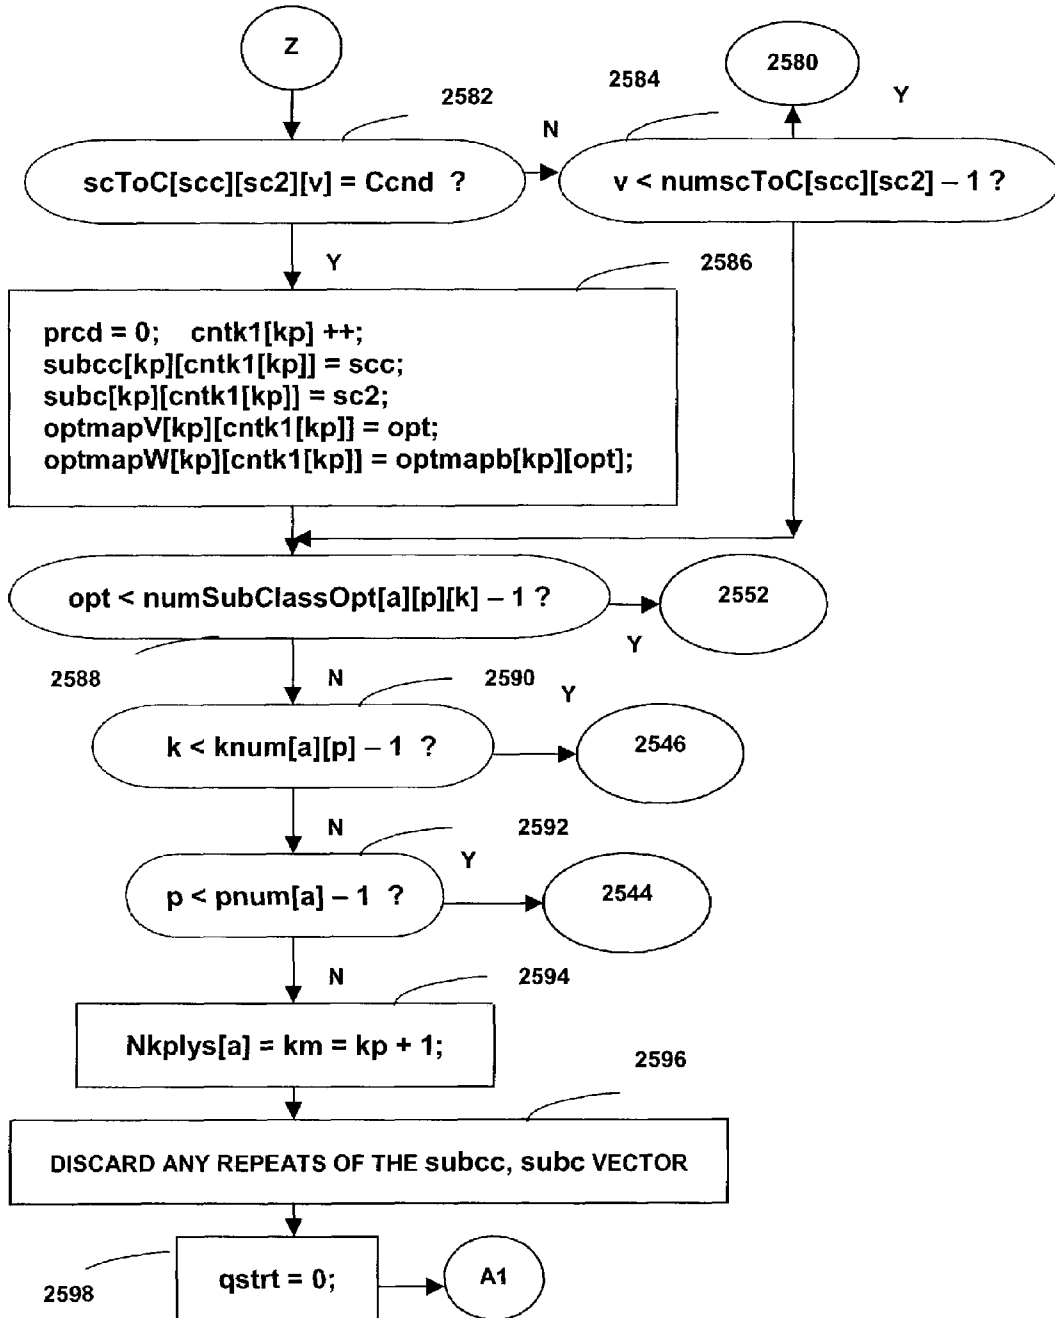 Z
2580
2582
2584
Y
N
scToC[scc][sc2][v] = Ccnd ?
v < numscToC[scc][sc2] – 1 ?
Y
2586
prcd = 0; cntk1[kp] ++;
subcc[kp][cntk1[kp]] = scc;
subc[kp][cntk1[kp]] = sc2;
optmapV[kp][cntk1[kp]] = opt;
optmapW[kp][cntk1[kp]] = optmapb[kp][opt];
opt < numSubClassOpt[a][p][k] – 1 ?
2552
Y
2588
N
2590
Y
k < knum[a][p] – 1 ?
2546
N
2592
Y
p < pnum[a] – 1 ?
2544
N
2594
Nkplys[a] = km = kp + 1;
2596
DISCARD ANY REPEATS OF THE subcc, subc VECTOR
2598
qstrt = 0;
A1